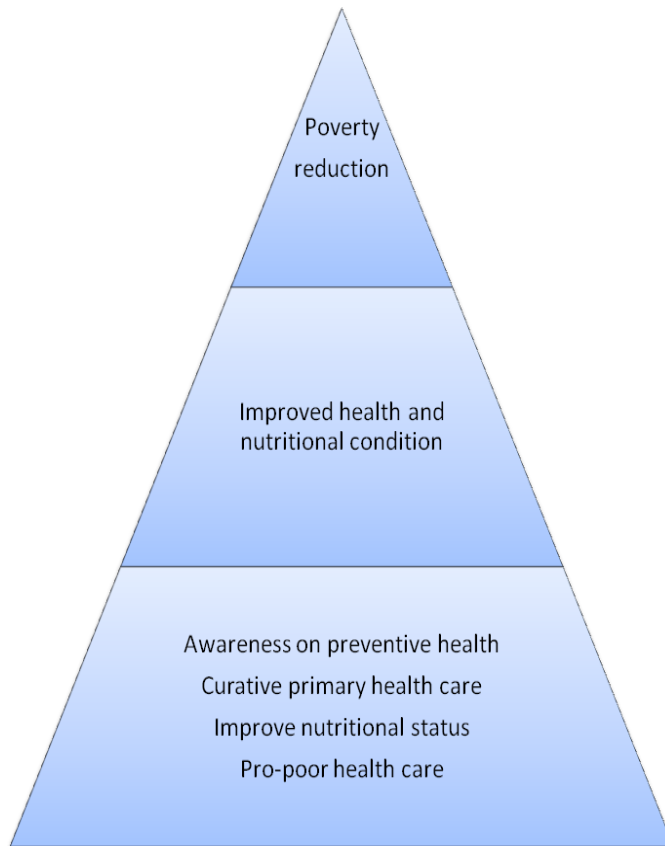 Poverty
reduction
Improved health and
nutritional condition
Awareness on preventive health
Curative primary health care
Improve nutritional status
Pro-poor health care